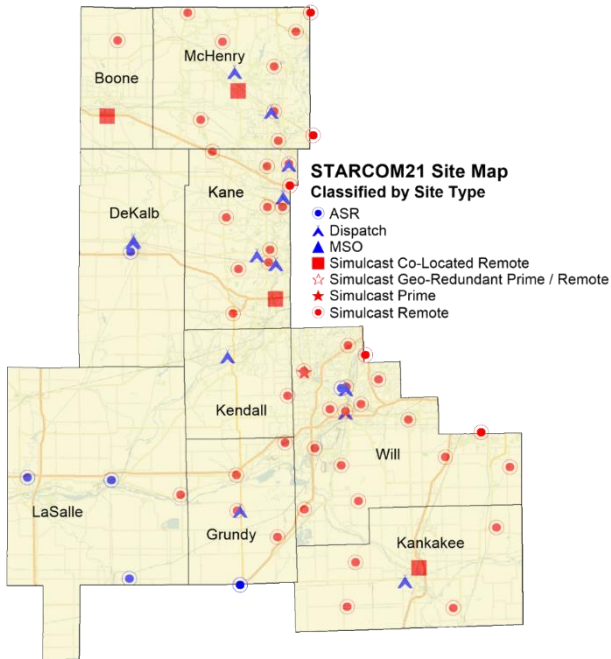 McHenry
Boone
STARCOM21 Site Map
Classified by Site Type
ASR
Dispatch
MSO
Simulcast Co-Located Remote
Simulcast Geo-Redundant Prime / Remote
Simulcast Prime
Simulcast Remote
Kane
DeKalb
Kendall
Will
LaSalle
Grundy
Kankakee